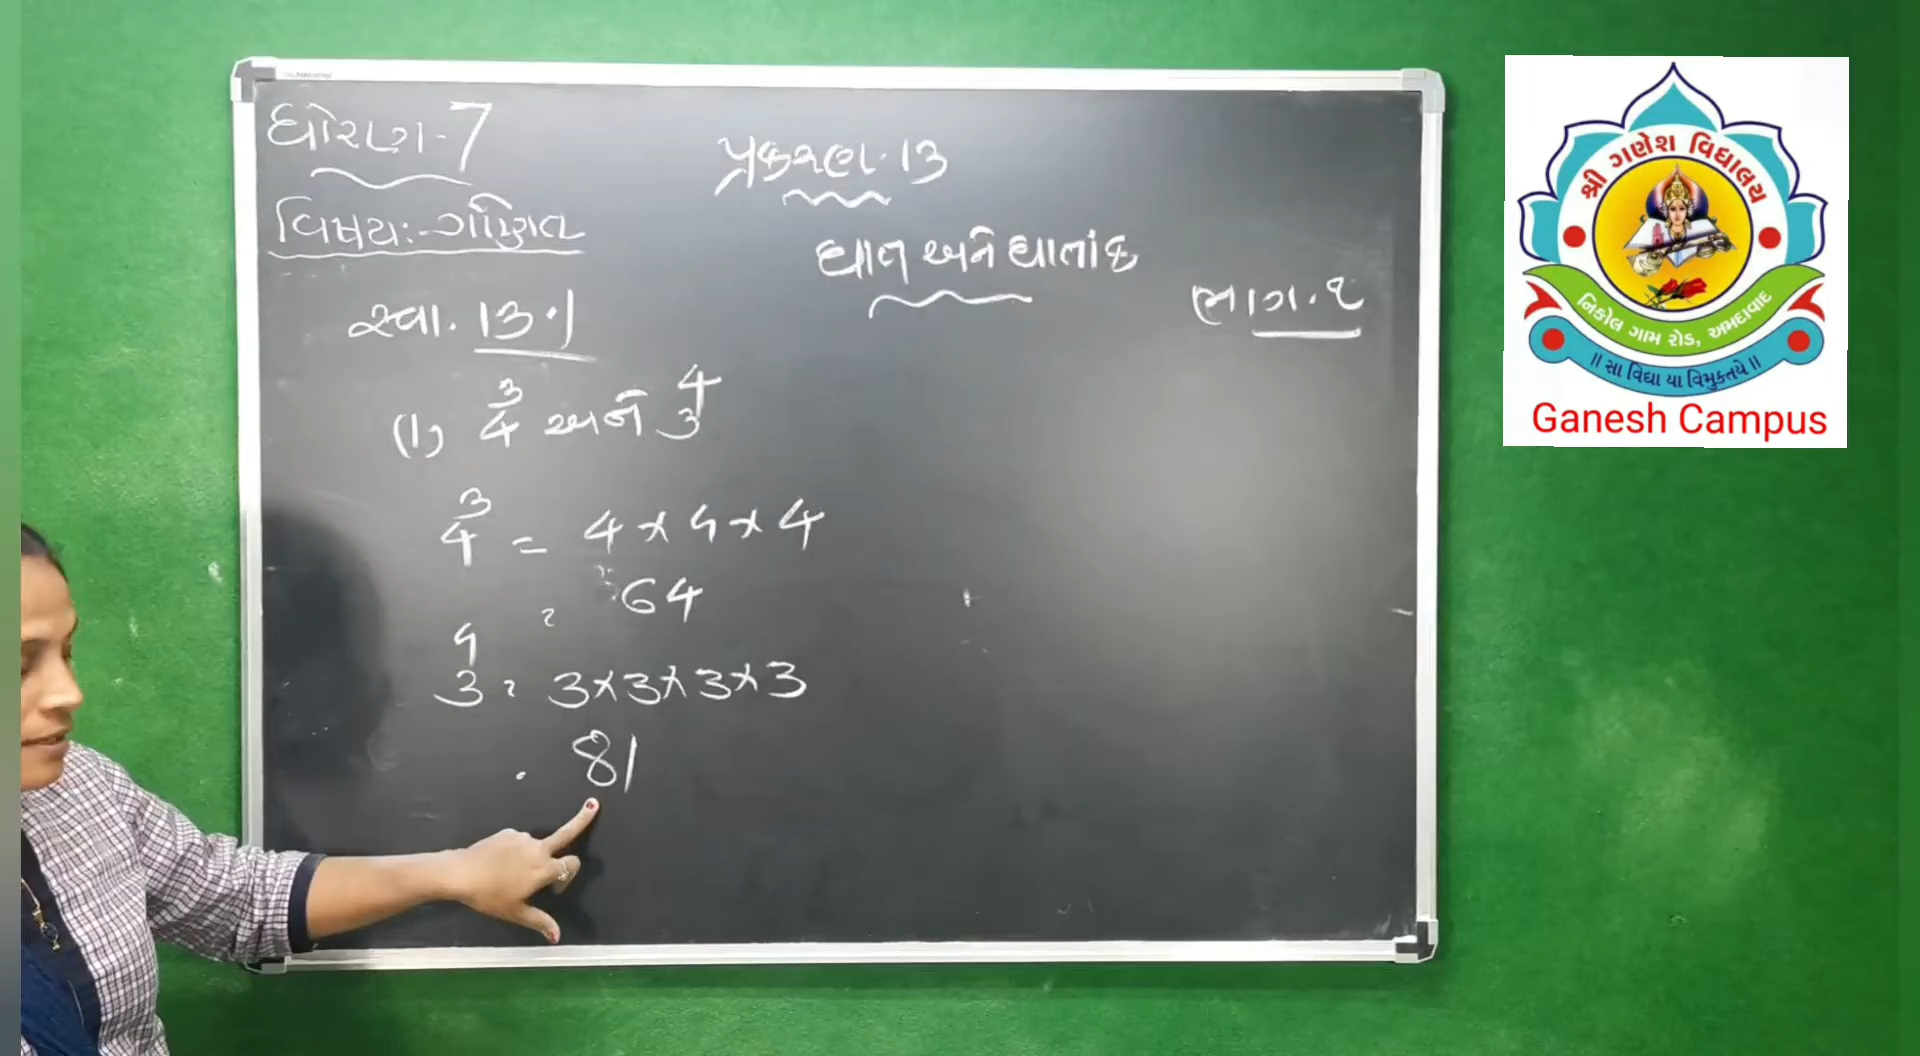 ધોરણ-7
પ્રકરણ-13
વિષય:-ગણિત
ઘાત અને ઘાતાંક
ભાગ.૨
સ્વા. 13.1
(1) 4³ અને 3⁴
4³ = 4×4×4
= 64
3⁴ = 3×3×3×3
81
શ્રી ગણેશ વિદ્યાલય
નિકોલ ગામ રોડ, અમદાવાદ
॥ સા વિદ્યા યા વિમુક્તયે ॥
Ganesh Campus